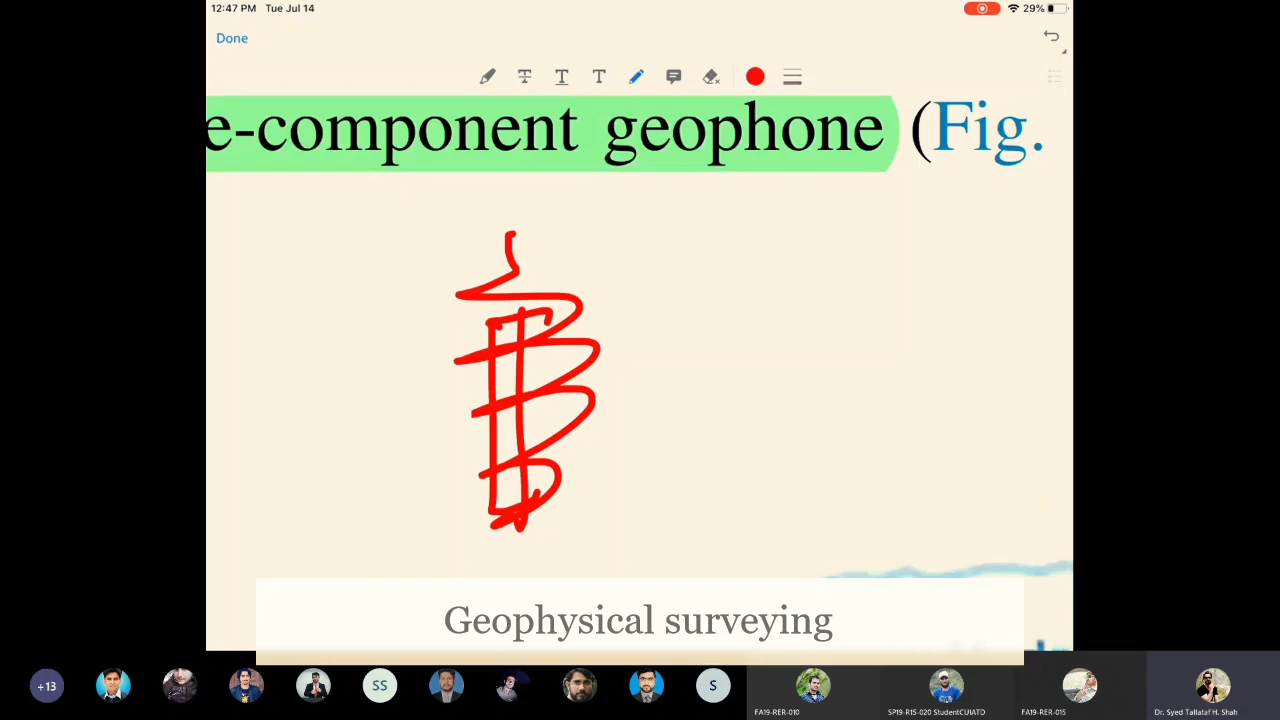 12:47 PM Tue Jul 14
29%
Done
T T T
e-component geophone (Fig.
Geophysical surveying
+13
SS
S
FA19-RER-010
SP19-R15-020 StudentCUIATD
FA19-RER-015
Dr. Syed Tallataf H. Shah